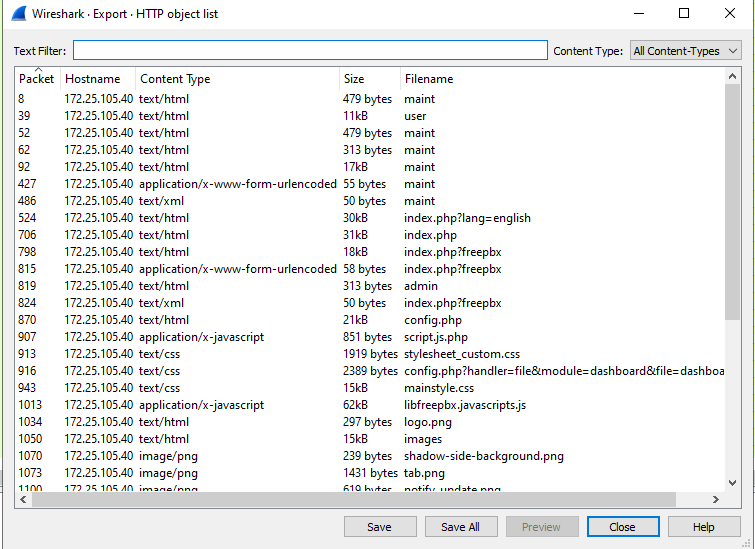 Wireshark · Export · HTTP object list
Text Filter: Content Type: All Content-Types
Packet Hostname Content Type Size Filename
8 172.25.105.40 text/html 479 bytes maint
39 172.25.105.40 text/html 11kB user
52 172.25.105.40 text/html 479 bytes maint
62 172.25.105.40 text/html 313 bytes maint
92 172.25.105.40 text/html 17kB maint
427 172.25.105.40 application/x-www-form-urlencoded 55 bytes maint
486 172.25.105.40 text/xml 50 bytes maint
524 172.25.105.40 text/html 30kB index.php?lang=english
706 172.25.105.40 text/html 31kB index.php
798 172.25.105.40 text/html 18kB index.php?freepbx
815 172.25.105.40 application/x-www-form-urlencoded 58 bytes index.php?freepbx
819 172.25.105.40 text/html 313 bytes admin
824 172.25.105.40 text/xml 50 bytes index.php?freepbx
870 172.25.105.40 text/html 21kB config.php
907 172.25.105.40 application/x-javascript 851 bytes script.js.php
913 172.25.105.40 text/css 1919 bytes stylesheet_custom.css
916 172.25.105.40 text/css 2389 bytes config.php?handler=file&module=dashboard&file=dashboa
943 172.25.105.40 text/css 15kB mainstyle.css
1013 172.25.105.40 application/x-javascript 62kB libfreepbx.javascripts.js
1034 172.25.105.40 text/html 297 bytes logo.png
1050 172.25.105.40 text/html 15kB images
1070 172.25.105.40 image/png 239 bytes shadow-side-background.png
1073 172.25.105.40 image/png 1431 bytes tab.png
1100 172.25.105.40 image/png 619 bytes notify_update.png
Save Save All Preview Close Help